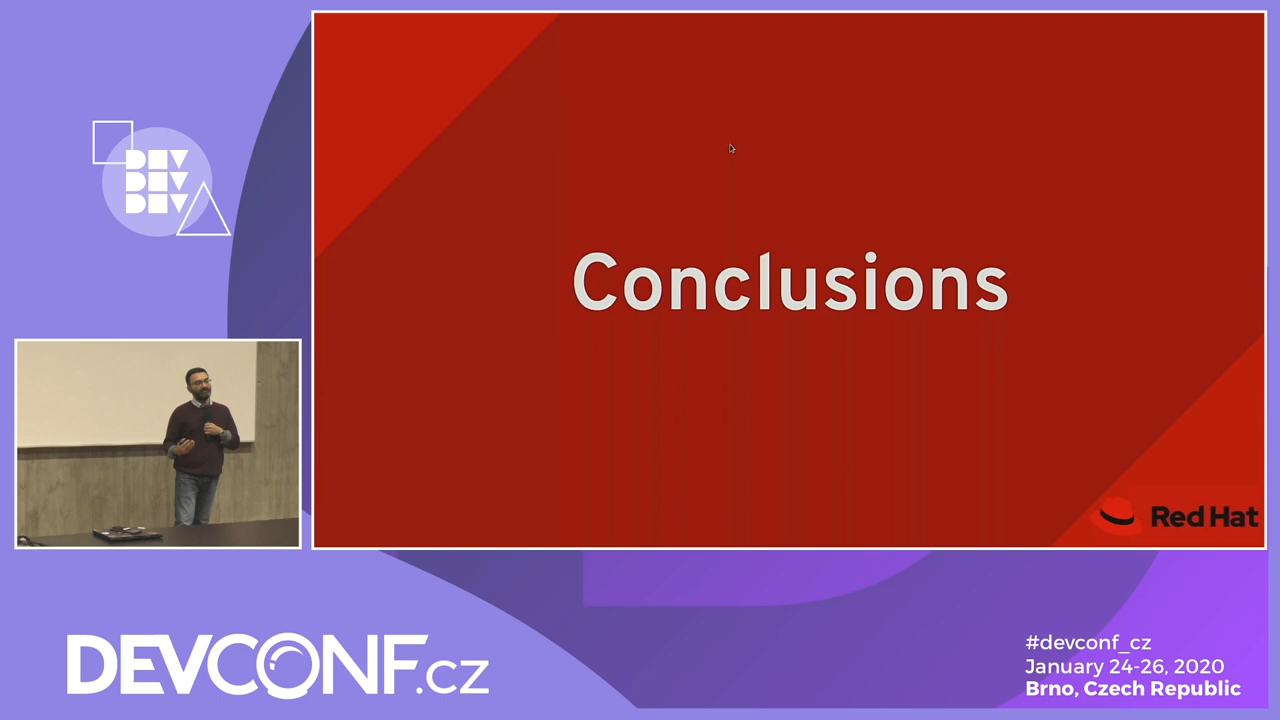 DEV
DEV
DEV
Conclusions
Red Hat
DEVCONF.cz
#devconf_cz
January 24-26, 2020
Brno, Czech Republic